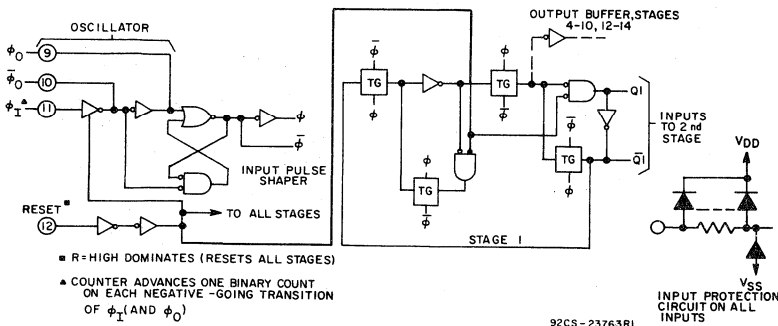 OSCILLATOR
ϕO 9
ϕ̅O 10
ϕI▲ 11
ϕ
ϕ̅
INPUT PULSE
SHAPER
RESET■
12
TO ALL STAGES
■ R=HIGH DOMINATES (RESETS ALL STAGES)
▲ COUNTER ADVANCES ONE BINARY COUNT
ON EACH NEGATIVE-GOING TRANSITION
OF ϕI(AND ϕO)
OUTPUT BUFFER, STAGES
4-10, 12-14
ϕ̅
TG
ϕ
ϕ
TG
ϕ̅
ϕ
TG
ϕ̅
ϕ̅
TG
ϕ
Q1
Q̅1
INPUTS
TO 2nd
STAGE
STAGE 1
VDD
VSS
INPUT PROTECTION
CIRCUIT ON ALL
INPUTS
92CS-23763R1